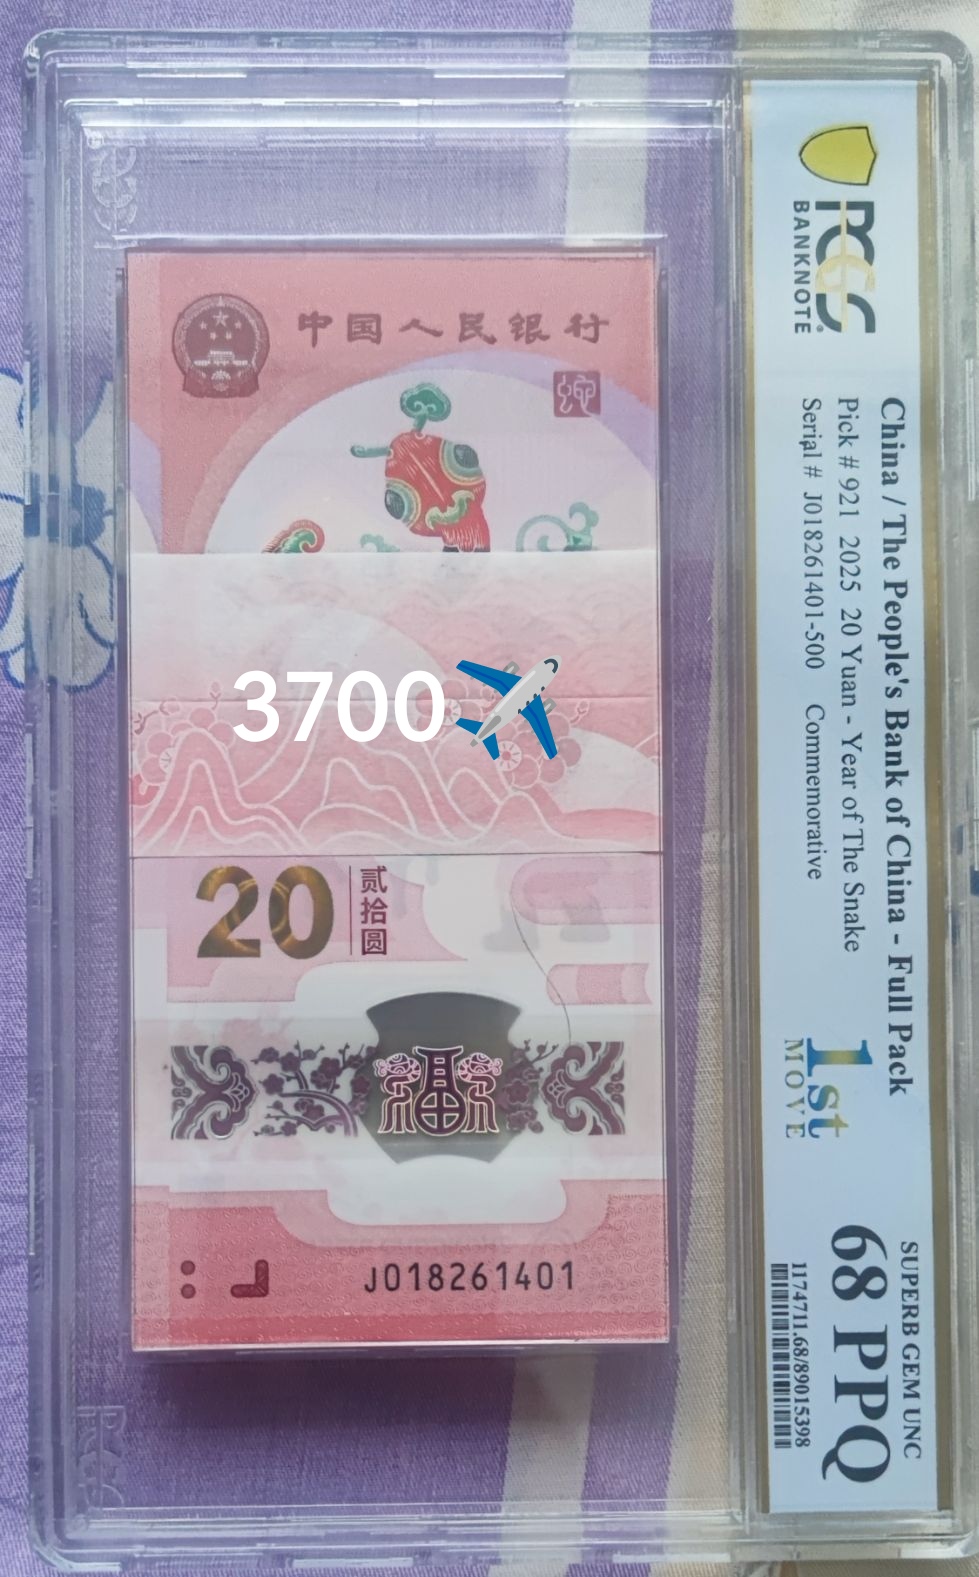 中国人民银行
蛇
3700✈️
20
贰拾圆
J018261401
PCGS
BANKNOTE
China / The People's Bank of China - Full Pack
Pick # 921 2025 20 Yuan - Year of The Snake
Serial # J018261401-500 Commemorative
1st
MOVE
SUPERB GEM UNC
68 PPQ
1174711.68/89015398